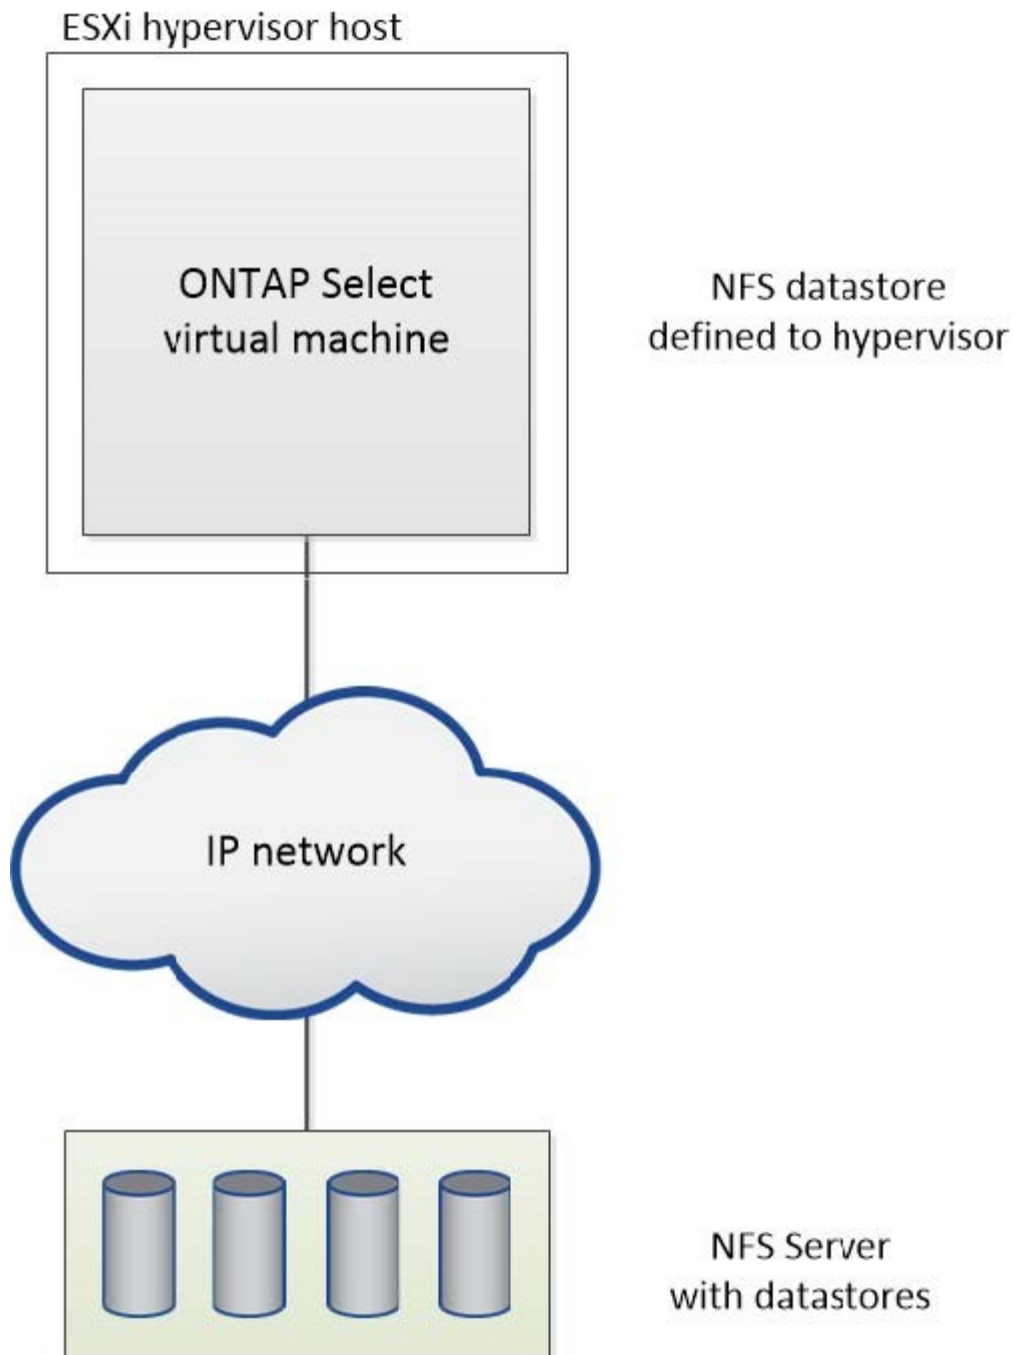 ESXi hypervisor host
ONTAP Select
virtual machine
NFS datastore
defined to hypervisor
IP network
NFS Server
with datastores